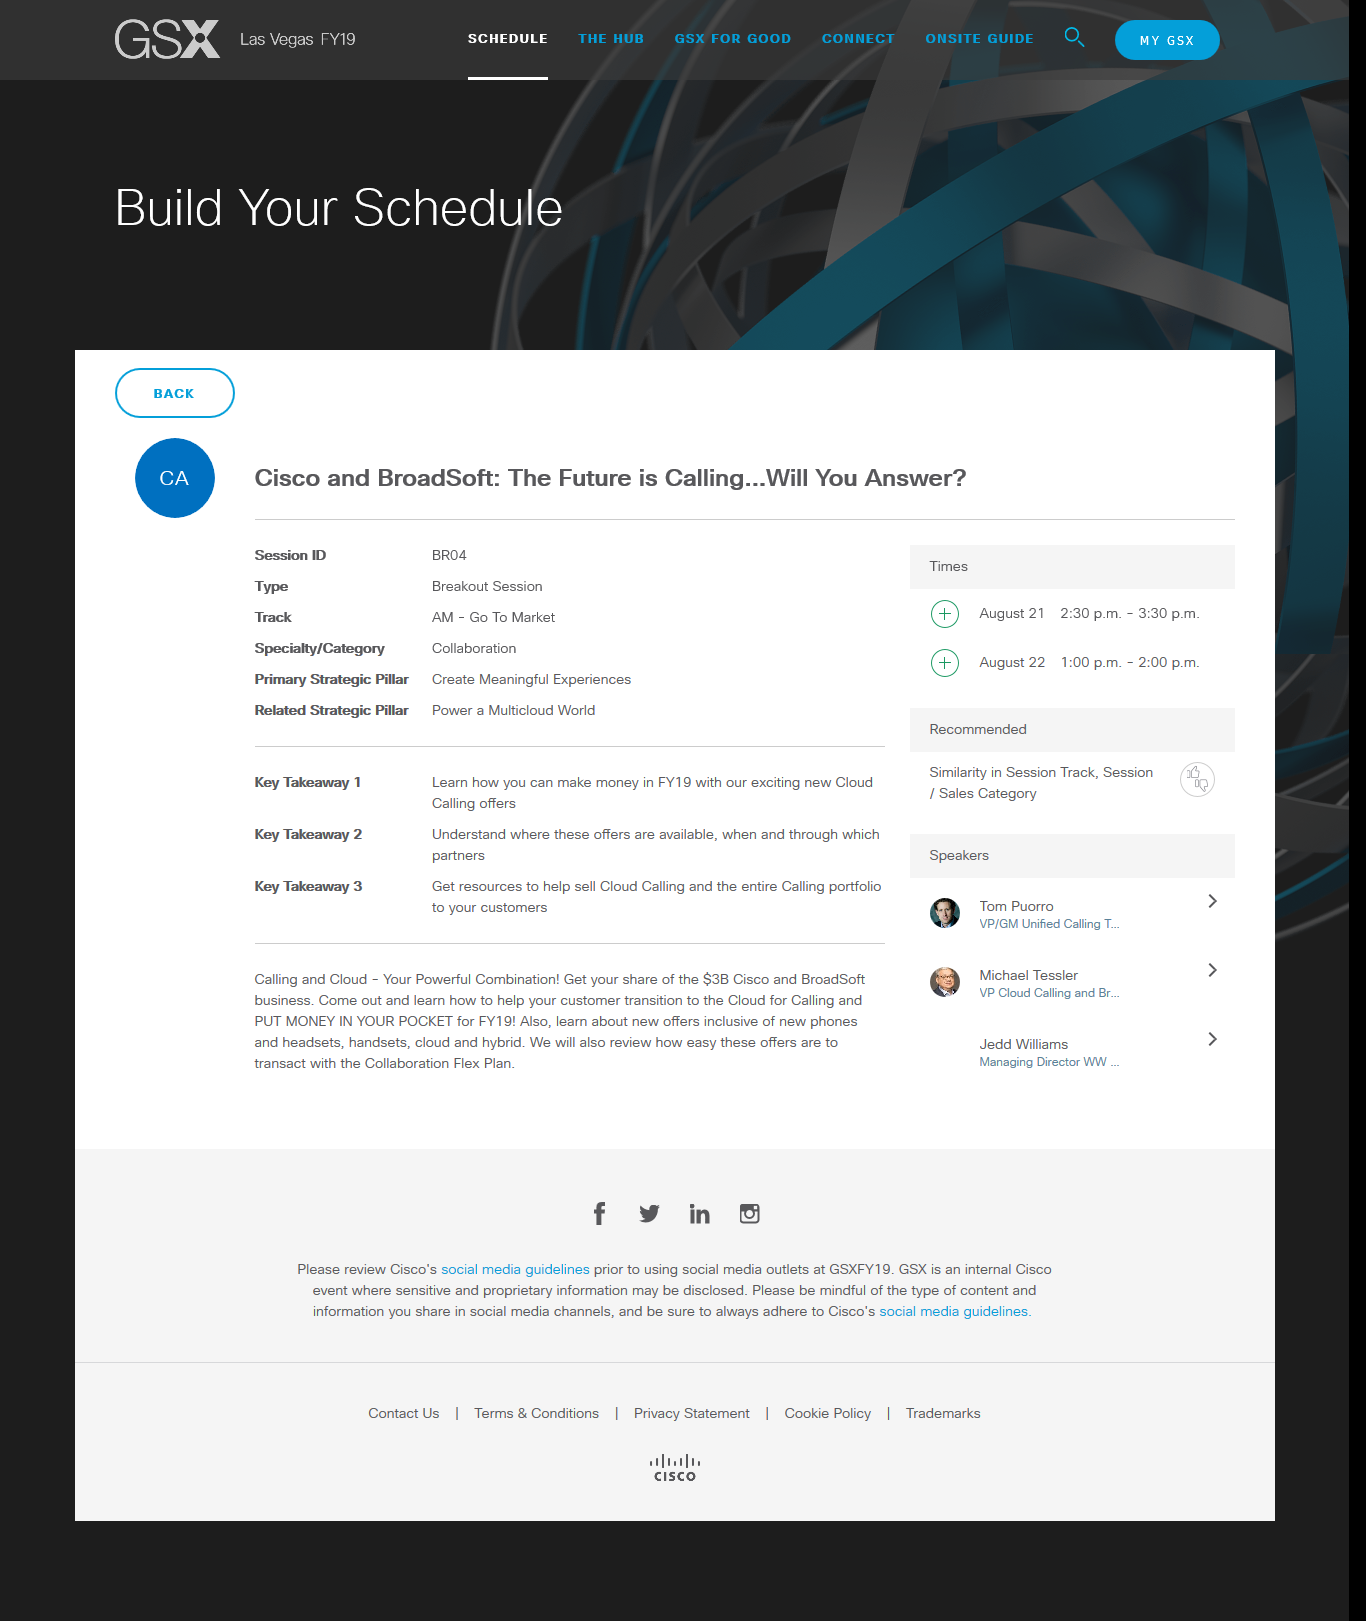 GSX Las Vegas FY19
SCHEDULE THE HUB GSX FOR GOOD CONNECT ONSITE GUIDE MY GSX
Build Your Schedule
BACK
CA
Cisco and BroadSoft: The Future is Calling...Will You Answer?
Session ID BR04
Type Breakout Session
Track AM - Go To Market
Specialty/Category Collaboration
Primary Strategic Pillar Create Meaningful Experiences
Related Strategic Pillar Power a Multicloud World
Key Takeaway 1 Learn how you can make money in FY19 with our exciting new Cloud
Calling offers
Key Takeaway 2 Understand where these offers are available, when and through which
partners
Key Takeaway 3 Get resources to help sell Cloud Calling and the entire Calling portfolio
to your customers
Calling and Cloud - Your Powerful Combination! Get your share of the $3B Cisco and BroadSoft
business. Come out and learn how to help your customer transition to the Cloud for Calling and
PUT MONEY IN YOUR POCKET for FY19! Also, learn about new offers inclusive of new phones
and headsets, handsets, cloud and hybrid. We will also review how easy these offers are to
transact with the Collaboration Flex Plan.
Times
August 21 2:30 p.m. - 3:30 p.m.
August 22 1:00 p.m. - 2:00 p.m.
Recommended
Similarity in Session Track, Session
/ Sales Category
Speakers
Tom Puorro
VP/GM Unified Calling T...
Michael Tessler
VP Cloud Calling and Br...
Jedd Williams
Managing Director WW ...
Please review Cisco's social media guidelines prior to using social media outlets at GSXFY19. GSX is an internal Cisco
event where sensitive and proprietary information may be disclosed. Please be mindful of the type of content and
information you share in social media channels, and be sure to always adhere to Cisco's social media guidelines.
Contact Us | Terms & Conditions | Privacy Statement | Cookie Policy | Trademarks
CISCO